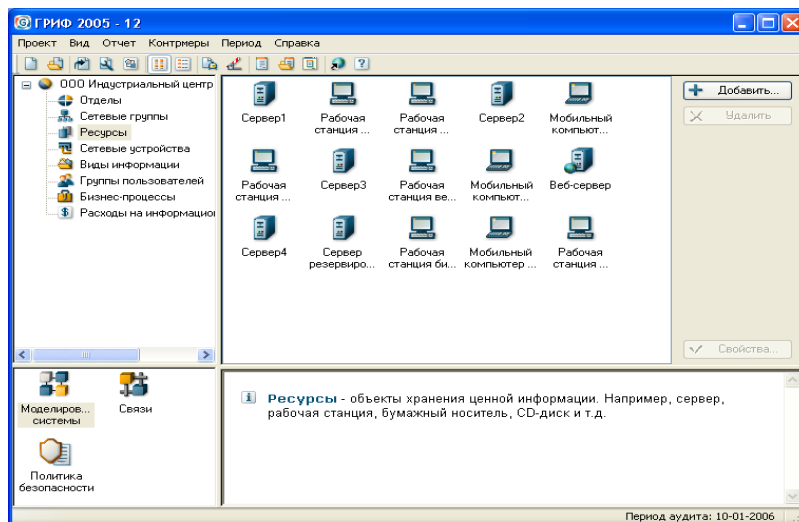 ГРИФ 2005 - 12
Проект Вид Отчет Контрмеры Период Справка
ООО Индустриальный центр
Отделы
Сетевые группы
Ресурсы
Сетевые устройства
Виды информации
Группы пользователей
Бизнес-процессы
Расходы на информацион
Сервер1
Рабочая
станция ...
Рабочая
станция ...
Сервер2
Мобильный
компьют...
Рабочая
станция ...
Сервер3
Рабочая
станция ве...
Мобильный
компьют...
Веб-сервер
Сервер4
Сервер
резервиро...
Рабочая
станция би...
Мобильный
компьютер ...
Рабочая
станция ...
Добавить...
Удалить
Свойства...
Моделиров...
системы
Связи
Политика
безопасности
Ресурсы - объекты хранения ценной информации. Например, сервер,
рабочая станция, бумажный носитель, CD-диск и т.д.
Период аудита: 10-01-2006